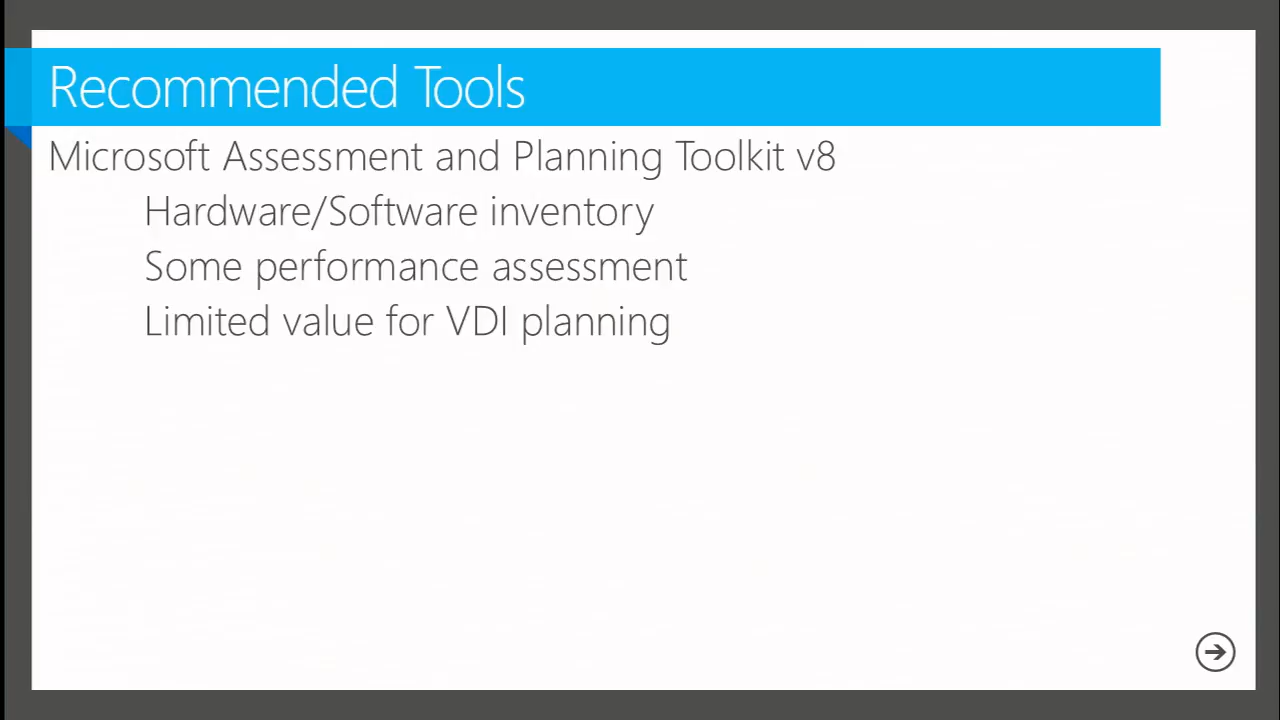 Recommended Tools
Microsoft Assessment and Planning Toolkit v8
Hardware/Software inventory
Some performance assessment
Limited value for VDI planning